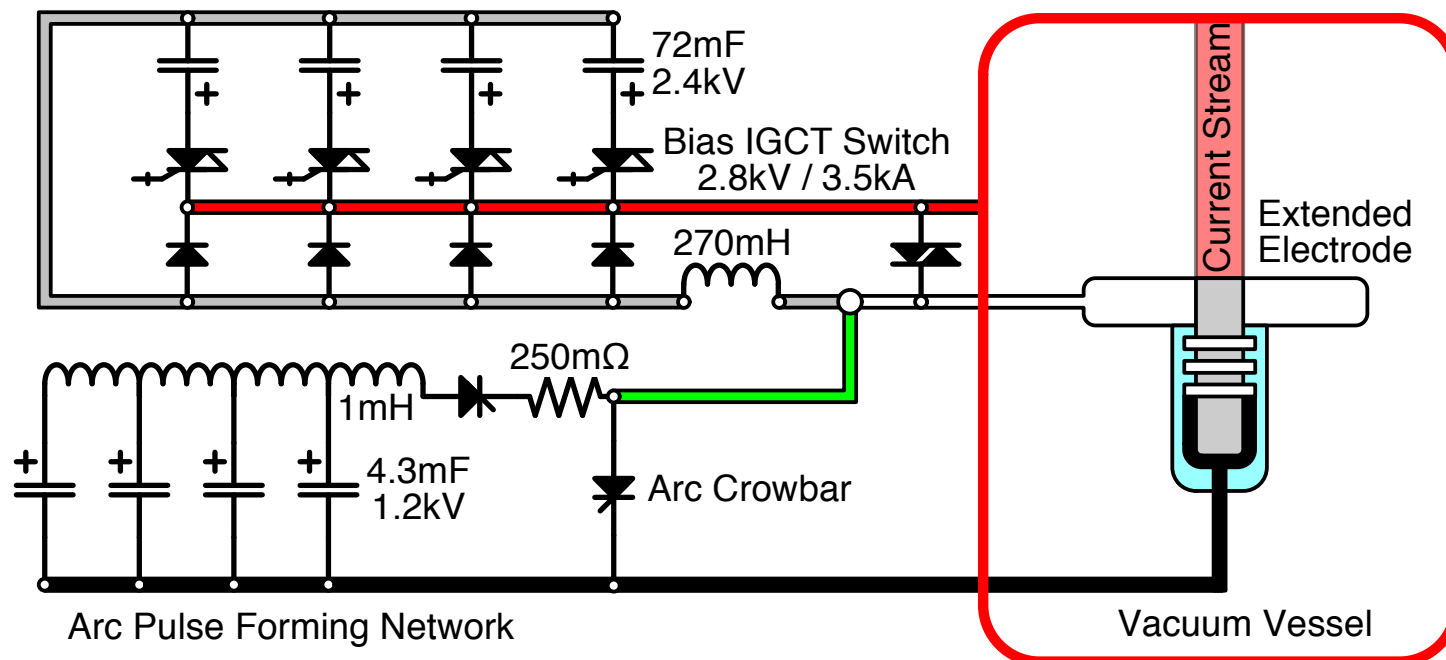 72mF
2.4kV
Bias IGCT Switch
2.8kV / 3.5kA
270mH
Current Stream
Extended
Electrode
250mΩ
1mH
4.3mF
1.2kV
Arc Crowbar
Arc Pulse Forming Network
Vacuum Vessel